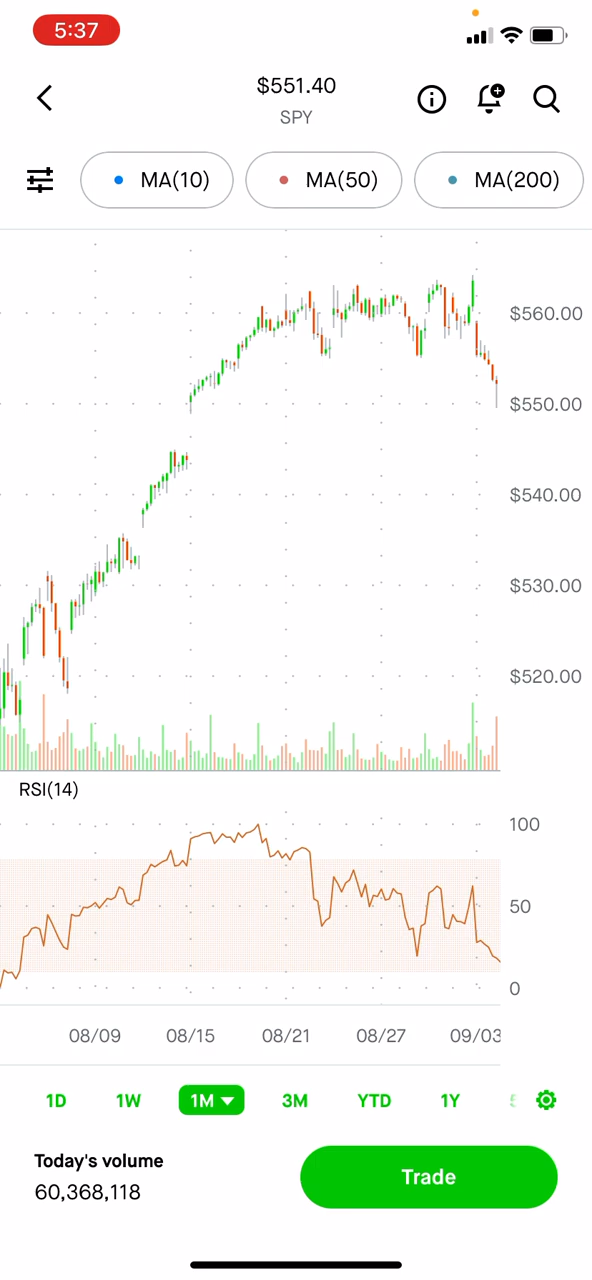 5:37
$551.40
SPY
MA(10) MA(50) MA(200)
$560.00
$550.00
$540.00
$530.00
$520.00
RSI(14)
100
50
0
08/09 08/15 08/21 08/27 09/03
1D 1W 1M 3M YTD 1Y
Today's volume
60,368,118
Trade